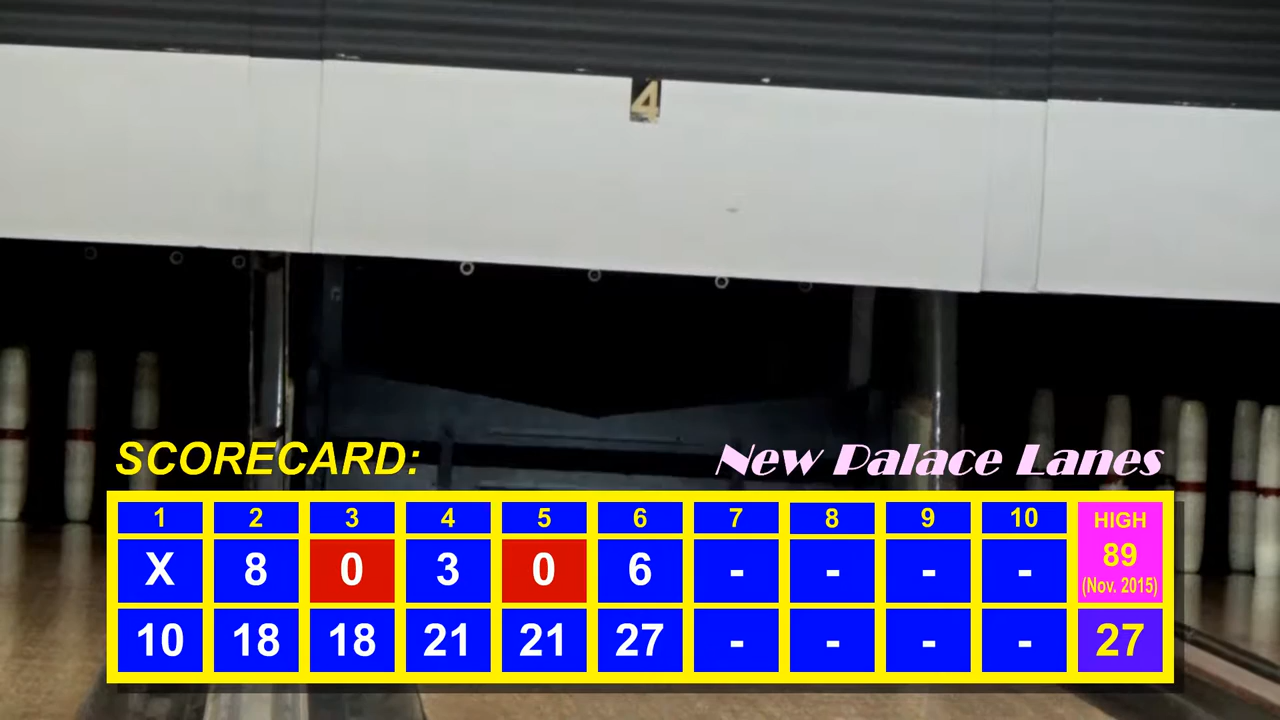 4
SCORECARD: New Palace Lanes
1 2 3 4 5 6 7 8 9 10 HIGH
X 8 0 3 0 6 - - - - 89
(Nov. 2015)
10 18 18 21 21 27 - - - - 27